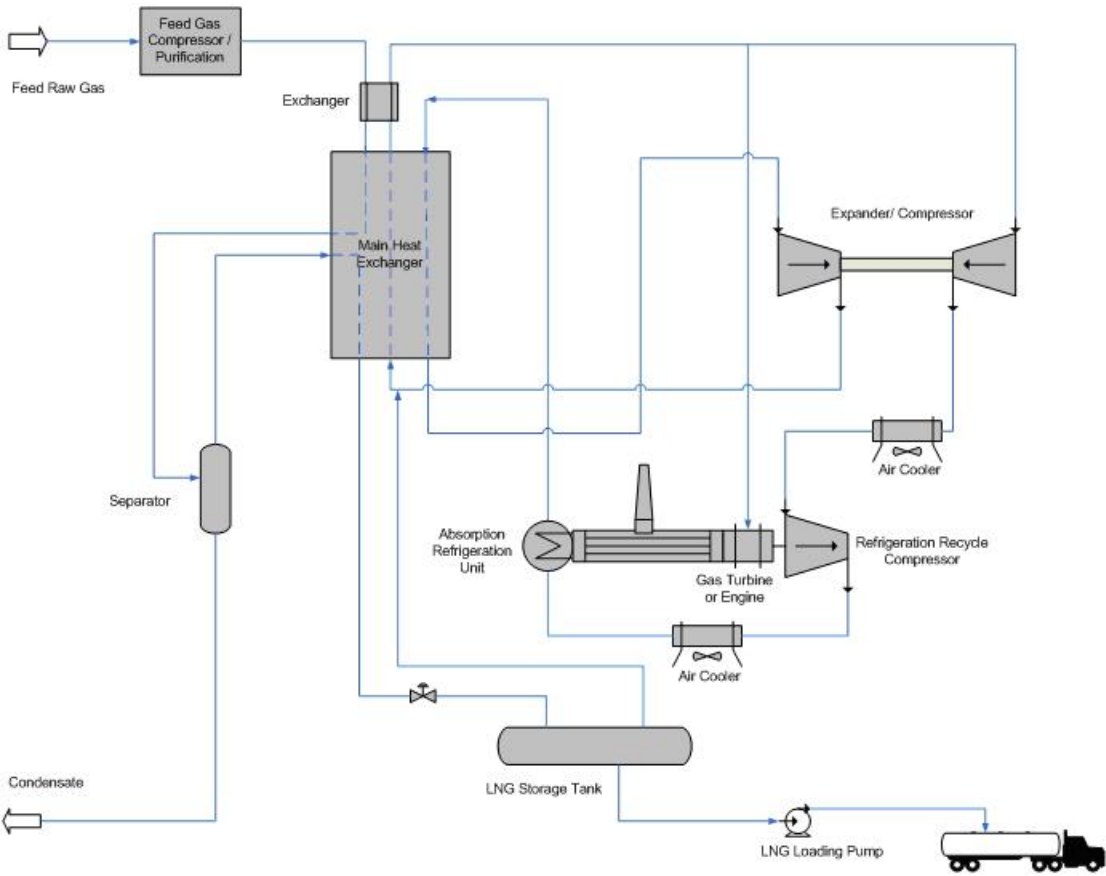 Feed Gas
Compressor /
Purification
Feed Raw Gas
Exchanger
Main Heat
Exchanger
Expander/ Compressor
Air Cooler
Separator
Absorption
Refrigeration
Unit
Gas Turbine
or Engine
Refrigeration Recycle
Compressor
Air Cooler
Condensate
LNG Storage Tank
LNG Loading Pump